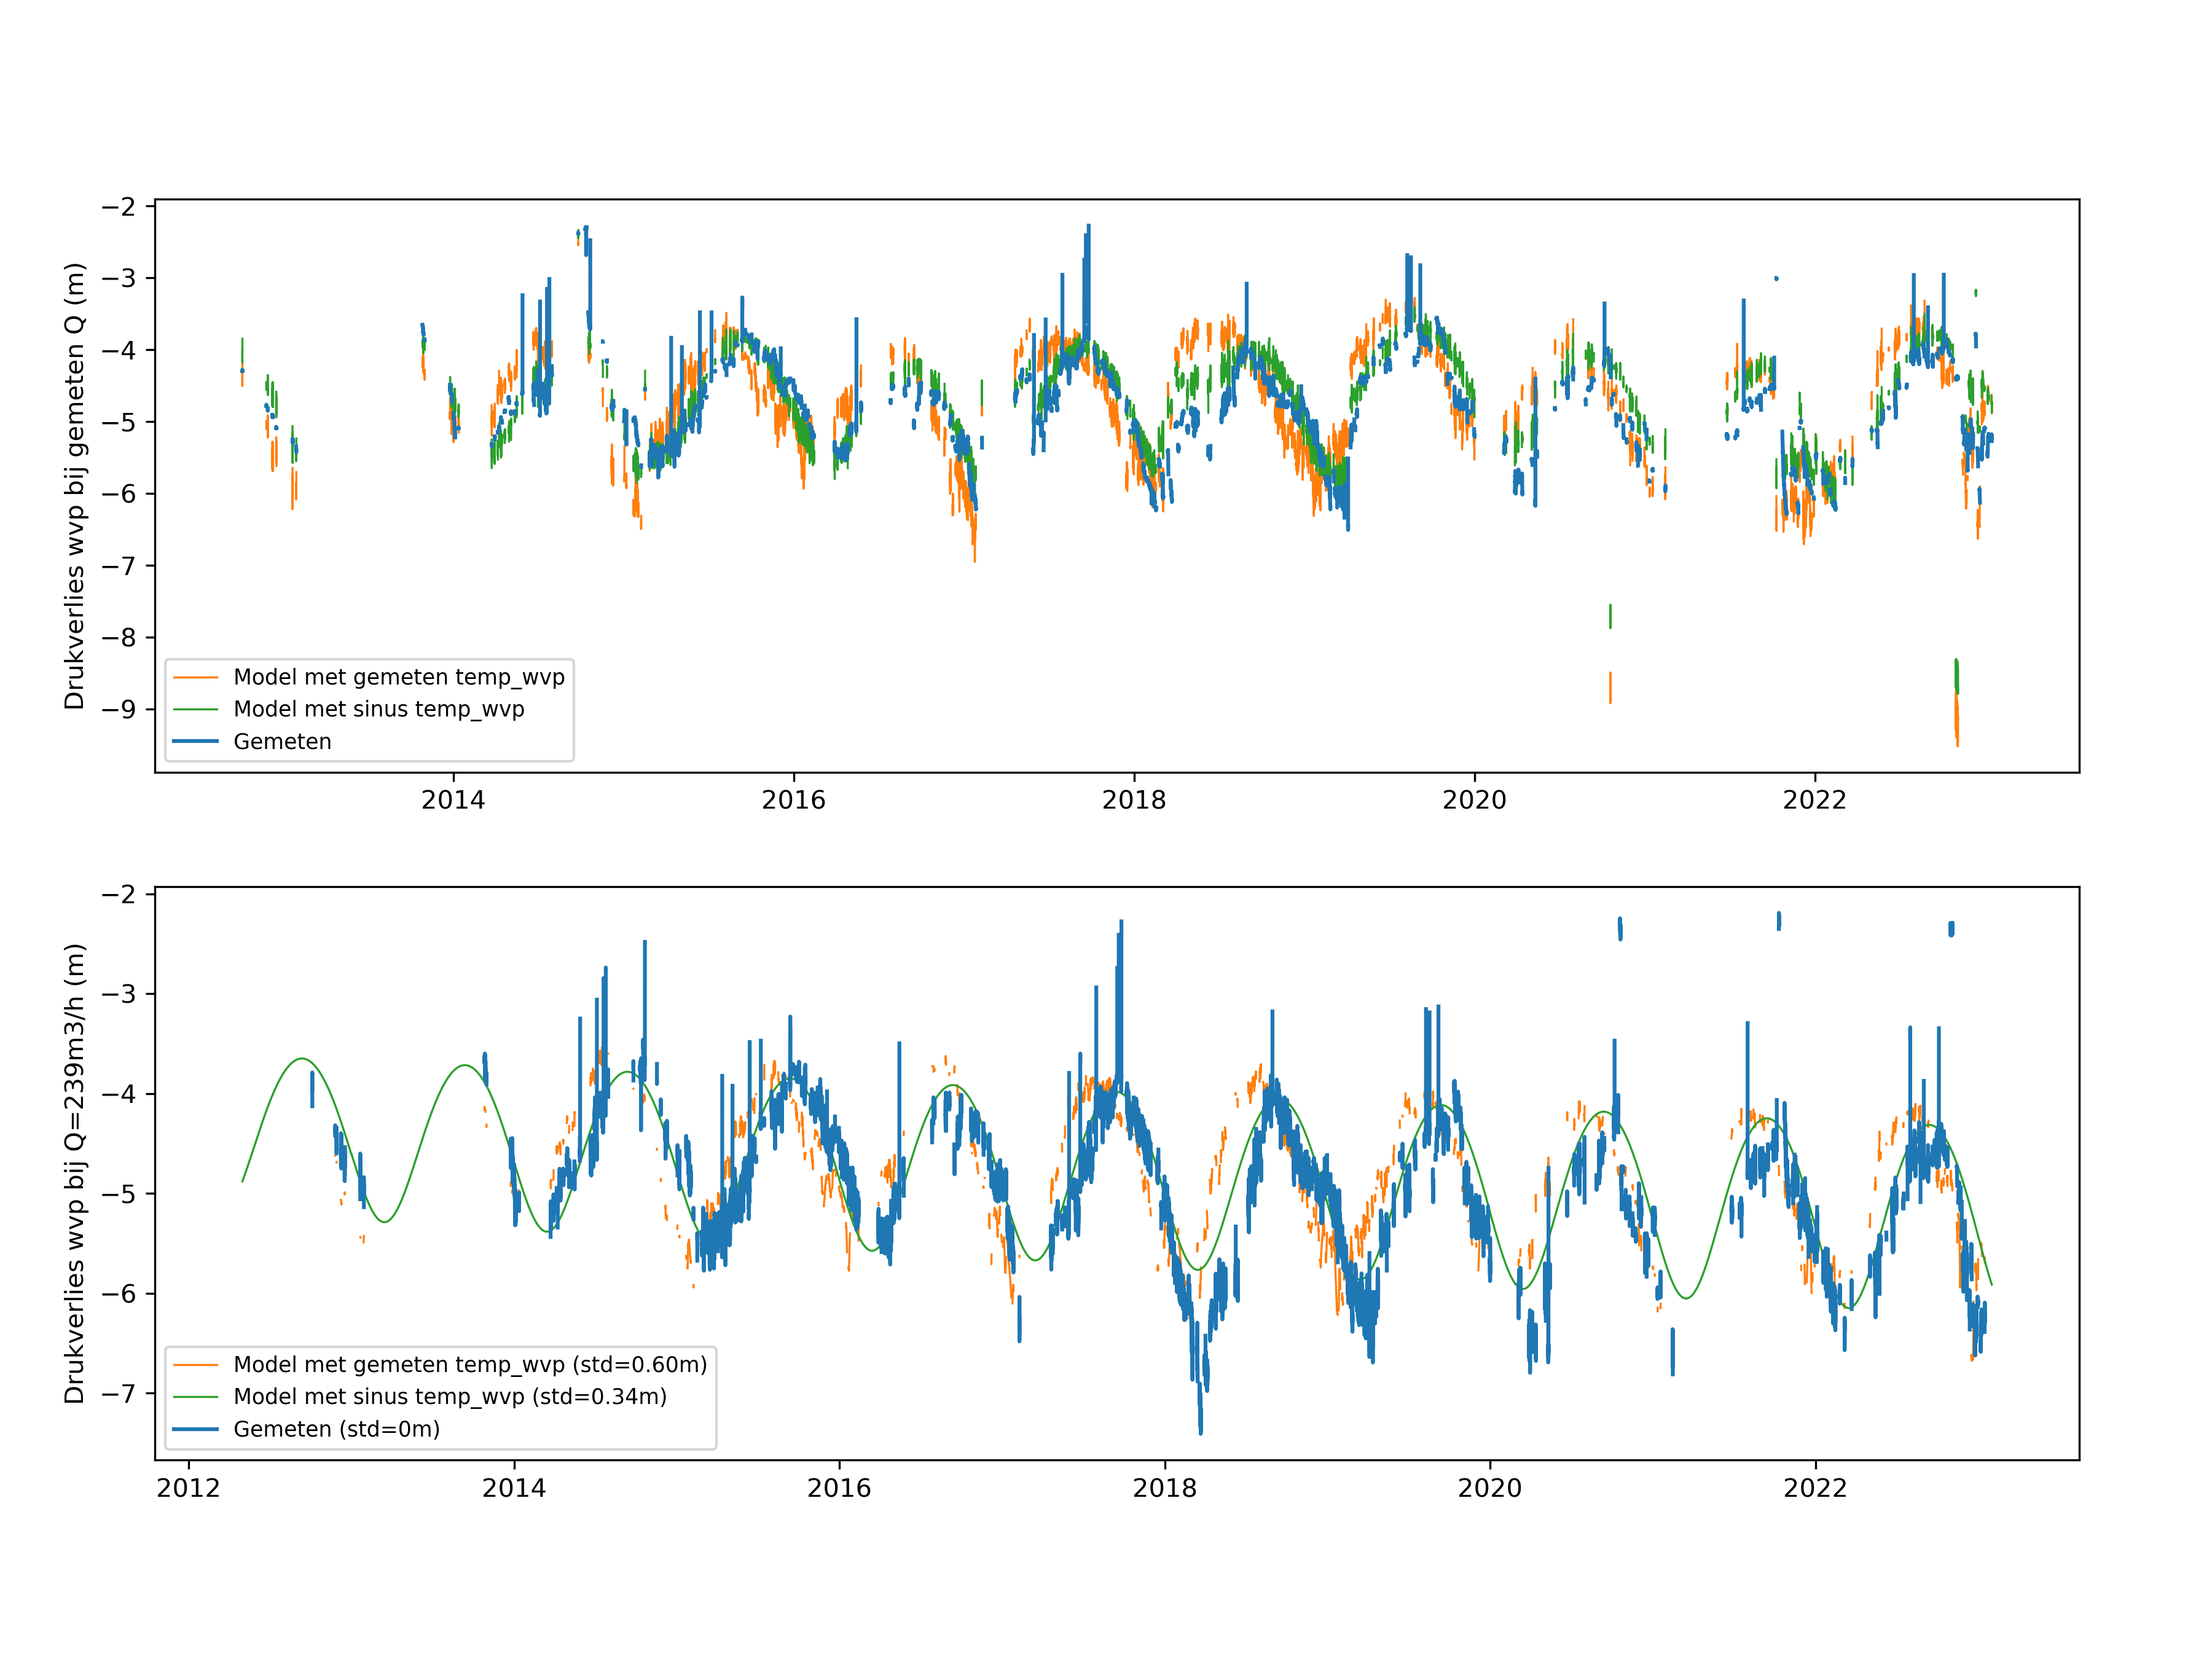 Drukverlies wvp bij gemeten Q (m)
−2
−3
−4
−5
−6
−7
−8
−9
Model met gemeten temp_wvp
Model met sinus temp_wvp
Gemeten
2014 2016 2018 2020 2022
Drukverlies wvp bij Q=239m3/h (m)
−2
−3
−4
−5
−6
−7
Model met gemeten temp_wvp (std=0.60m)
Model met sinus temp_wvp (std=0.34m)
Gemeten (std=0m)
2012 2014 2016 2018 2020 2022